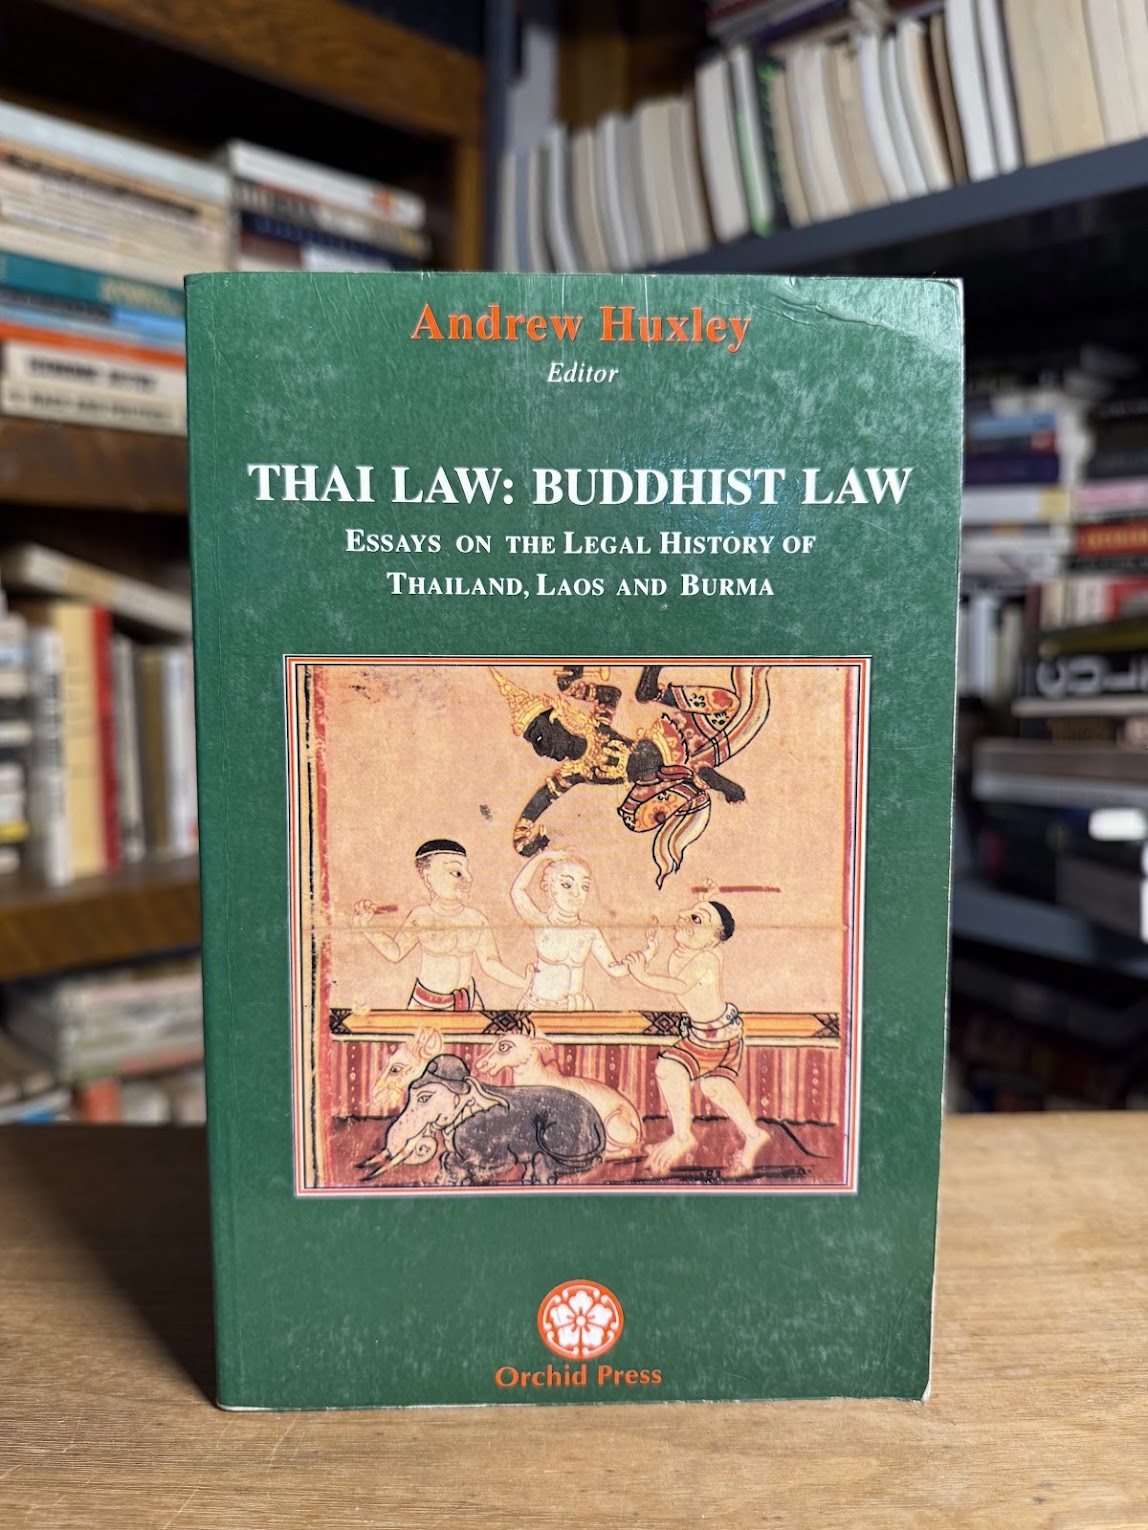 Andrew Huxley
Editor
THAI LAW: BUDDHIST LAW
ESSAYS ON THE LEGAL HISTORY OF
THAILAND, LAOS AND BURMA
Orchid Press